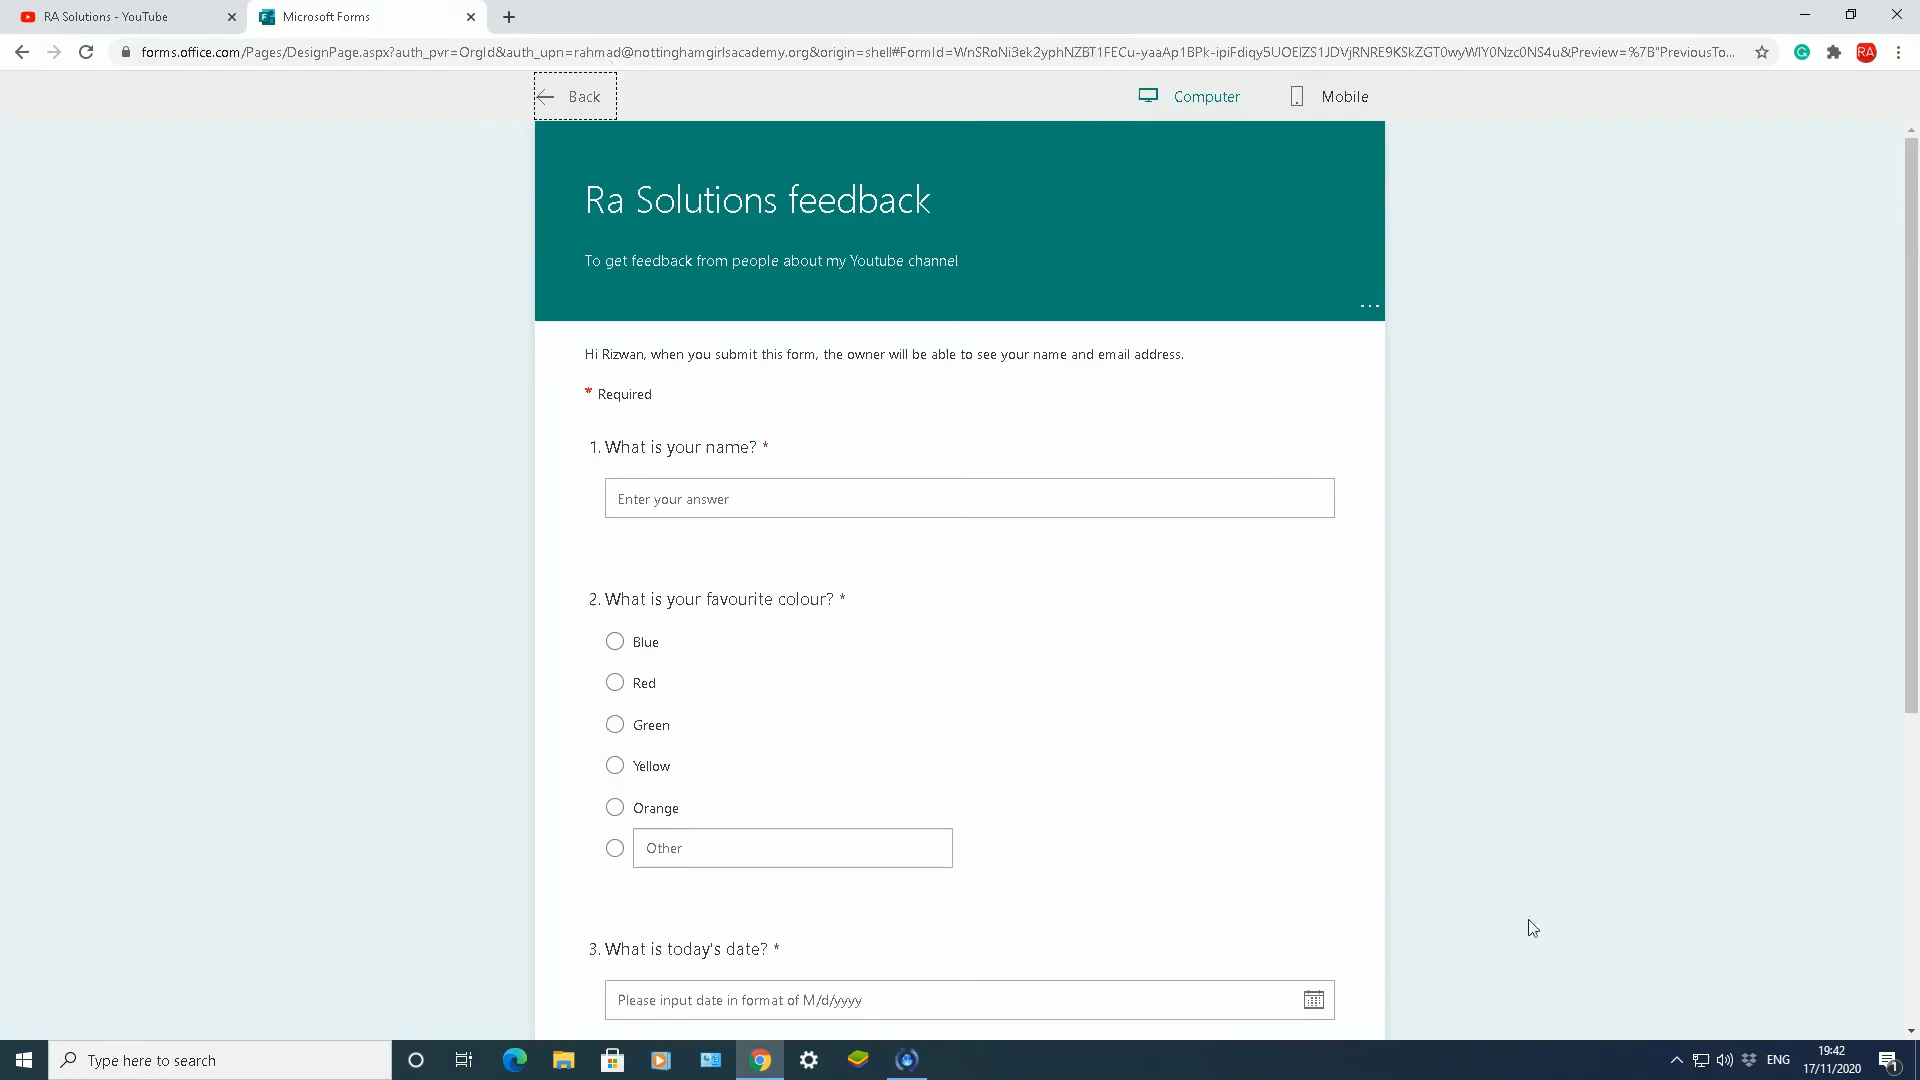 RA Solutions - YouTube
Microsoft Forms
forms.office.com/Pages/DesignPage.aspx?auth_pvr=OrgId&auth_upn=rahmad@nottinghamgirlsacademy.org&origin=shell#FormId=WnSRoNi3ek2yphNZBT1FECu-yaaAp1BPk-ipiFdiqy5UOEIZS1JDVjRNRE9KSkZGT0wyWlY0Nzc0NS4u&Preview=%7B"PreviousTo...
RA
Back
Computer
Mobile
Ra Solutions feedback
To get feedback from people about my Youtube channel
Hi Rizwan, when you submit this form, the owner will be able to see your name and email address.
* Required
1. What is your name? *
Enter your answer
2. What is your favourite colour? *
Blue
Red
Green
Yellow
Orange
Other
3. What is today's date? *
Please input date in format of M/d/yyyy
Type here to search
ENG
19:42
17/11/2020
1